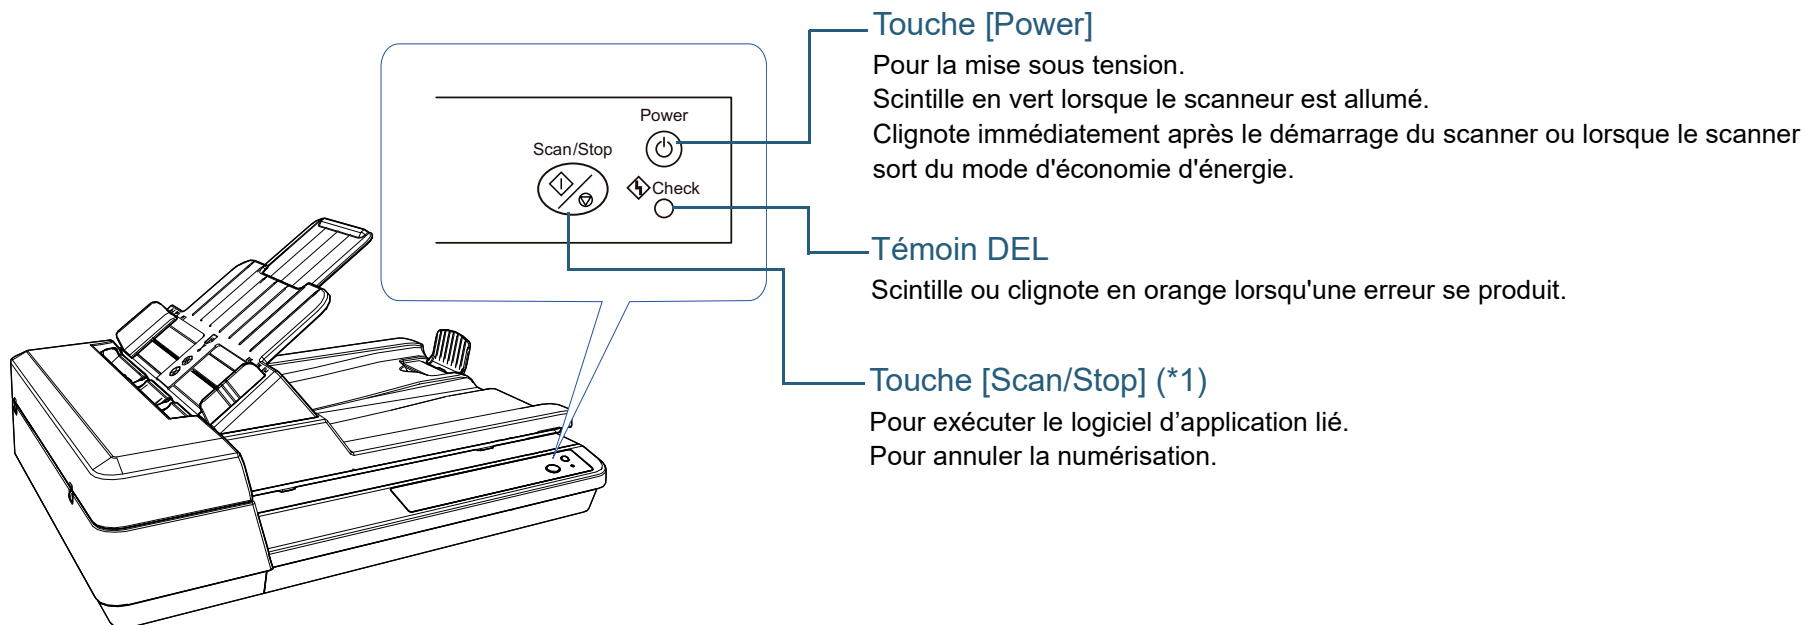 Touche [Power]
Pour la mise sous tension.
Scintille en vert lorsque le scanneur est allumé.
Clignote immédiatement après le démarrage du scanner ou lorsque le scanner
sort du mode d'économie d'énergie.
Power
Scan/Stop
Check
Témoin DEL
Scintille ou clignote en orange lorsqu'une erreur se produit.
Touche [Scan/Stop] (*1)
Pour exécuter le logiciel d’application lié.
Pour annuler la numérisation.